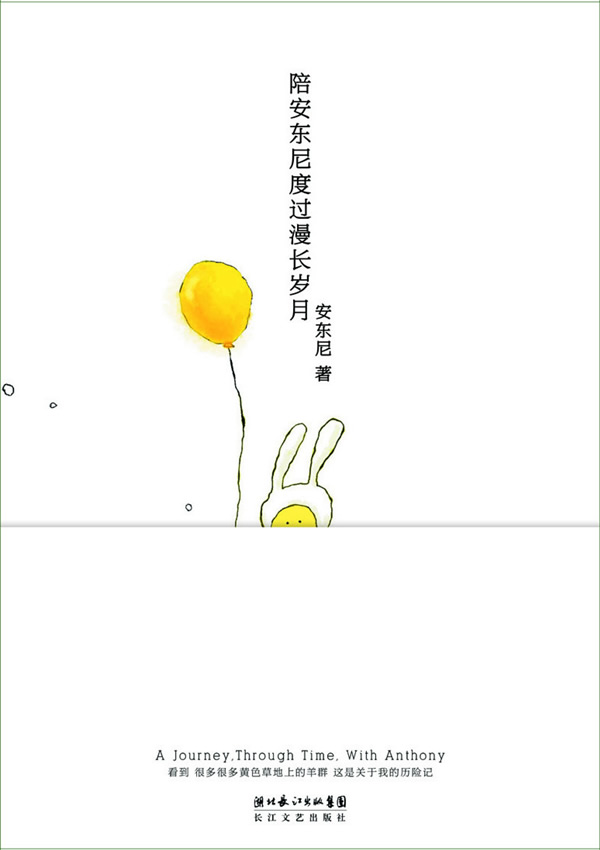 陪安东尼度过漫长岁月
安东尼 著
A Journey,Through Time, With Anthony
看到 很多很多黄色草地上的羊群 这是关于我的历险记
湖北长江出版集团
长江文艺出版社